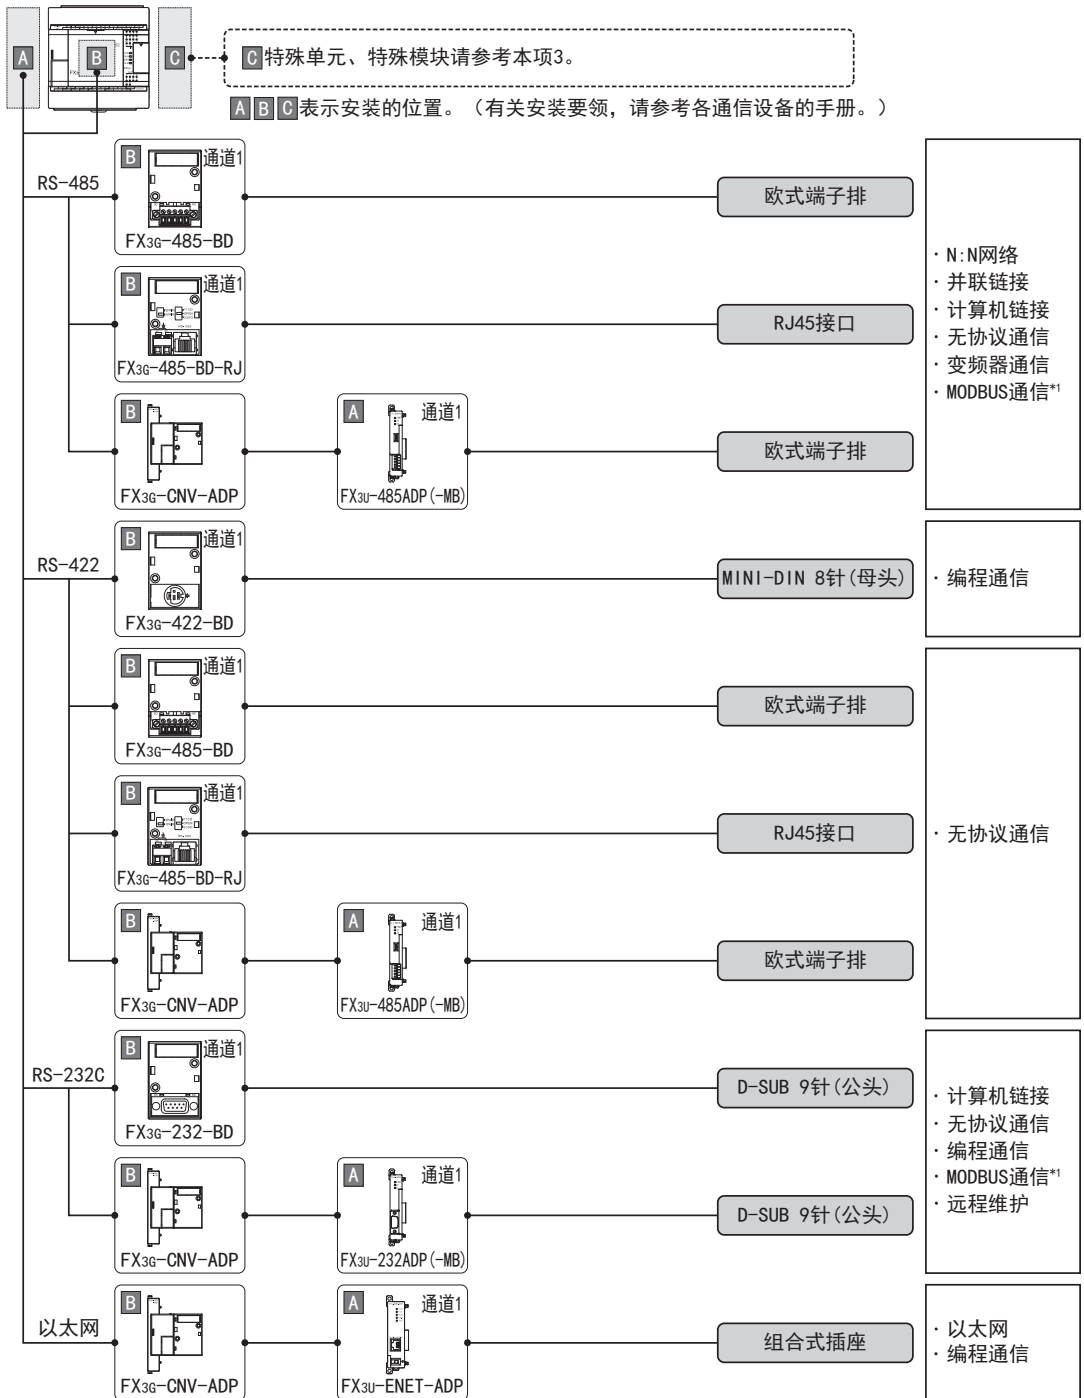 A B C C特殊单元、特殊模块请参考本项3。
A B C表示安装的位置。（有关安装要领，请参考各通信设备的手册。）
RS-485
B 通道1
FX3G-485-BD
欧式端子排
B 通道1
FX3G-485-BD-RJ
RJ45接口
B
FX3G-CNV-ADP
A 通道1
FX3U-485ADP(-MB)
欧式端子排
·N:N网络
·并联链接
·计算机链接
·无协议通信
·变频器通信
·MODBUS通信*1
RS-422
B 通道1
FX3G-422-BD
MINI-DIN 8针(母头)
·编程通信
B 通道1
FX3G-485-BD
欧式端子排
B 通道1
FX3G-485-BD-RJ
RJ45接口
B
FX3G-CNV-ADP
A 通道1
FX3U-485ADP(-MB)
欧式端子排
·无协议通信
RS-232C
B 通道1
FX3G-232-BD
D-SUB 9针(公头)
B
FX3G-CNV-ADP
A 通道1
FX3U-232ADP(-MB)
D-SUB 9针(公头)
·计算机链接
·无协议通信
·编程通信
·MODBUS通信*1
·远程维护
以太网
B
FX3G-CNV-ADP
A 通道1
FX3U-ENET-ADP
组合式插座
·以太网
·编程通信